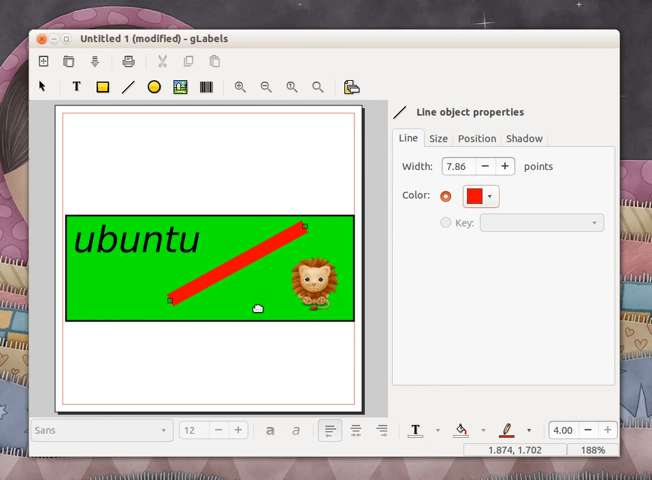 Untitled 1 (modified) - gLabels
T
Line object properties
Line Size Position Shadow
Width: 7.86 - + points
Color:
Key:
ubuntu
Sans 12 - + a a T 4.00 - +
1.874, 1.702 188%